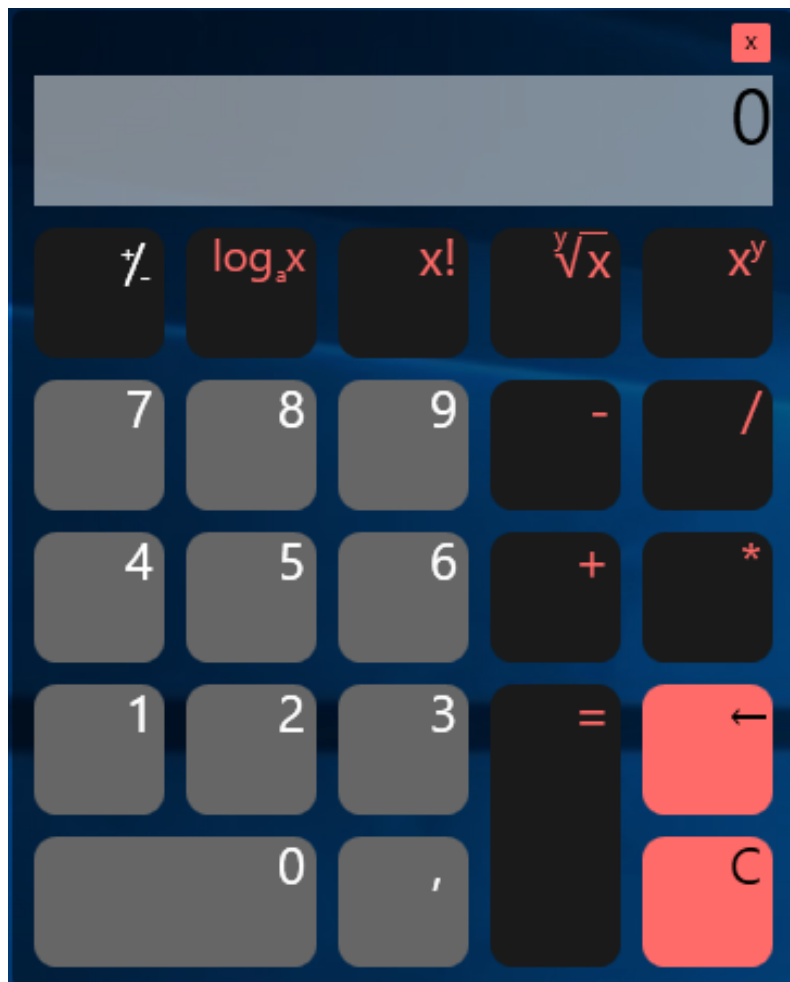 x
0
+/- logₐx x! ʸ√x xʸ
7 8 9 - /
4 5 6 + *
1 2 3 = ←
0 , C